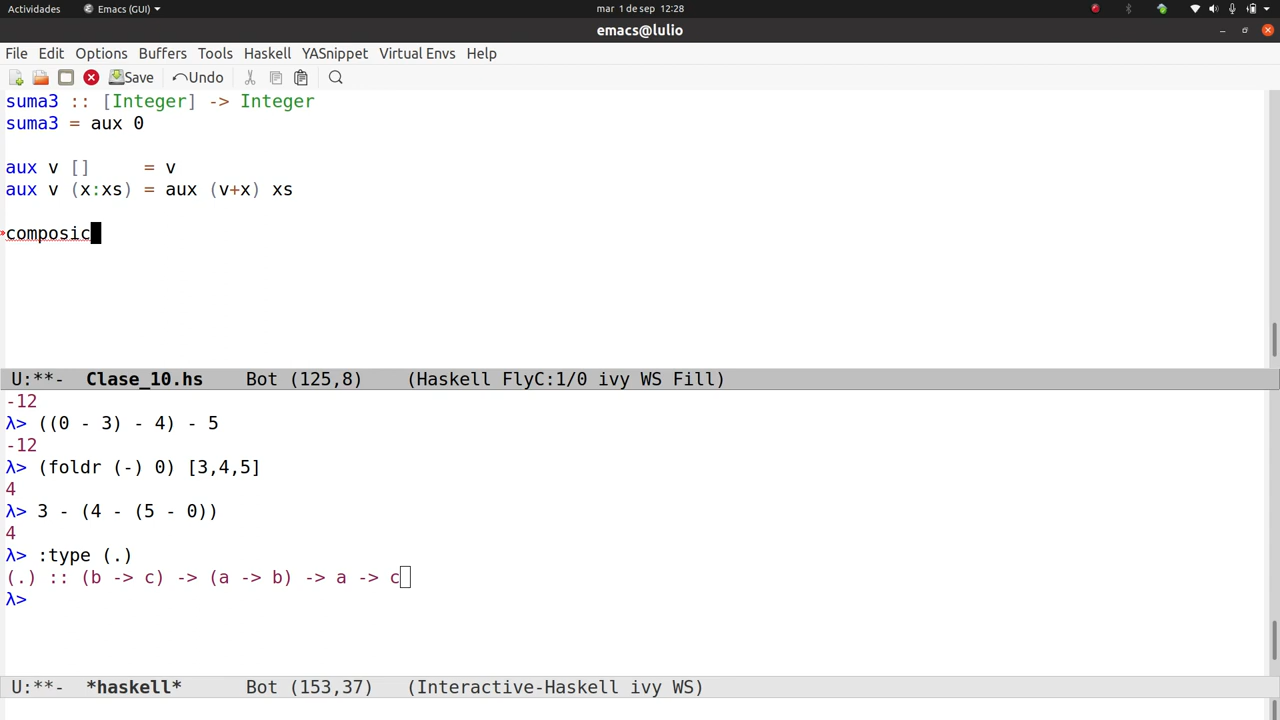 Actividades Emacs (GUI) mar 1 de sep 12:28
emacs@lulio
File Edit Options Buffers Tools Haskell YASnippet Virtual Envs Help
Save Undo
suma3 :: [Integer] -> Integer
suma3 = aux 0
aux v []     = v
aux v (x:xs) = aux (v+x) xs
composic
U:**-  Clase_10.hs    Bot (125,8)    (Haskell FlyC:1/0 ivy WS Fill)
-12
λ> ((0 - 3) - 4) - 5
-12
λ> (foldr (-) 0) [3,4,5]
4
λ> 3 - (4 - (5 - 0))
4
λ> :type (.)
(.) :: (b -> c) -> (a -> b) -> a -> c
λ>
U:**-  *haskell*      Bot (153,37)   (Interactive-Haskell ivy WS)